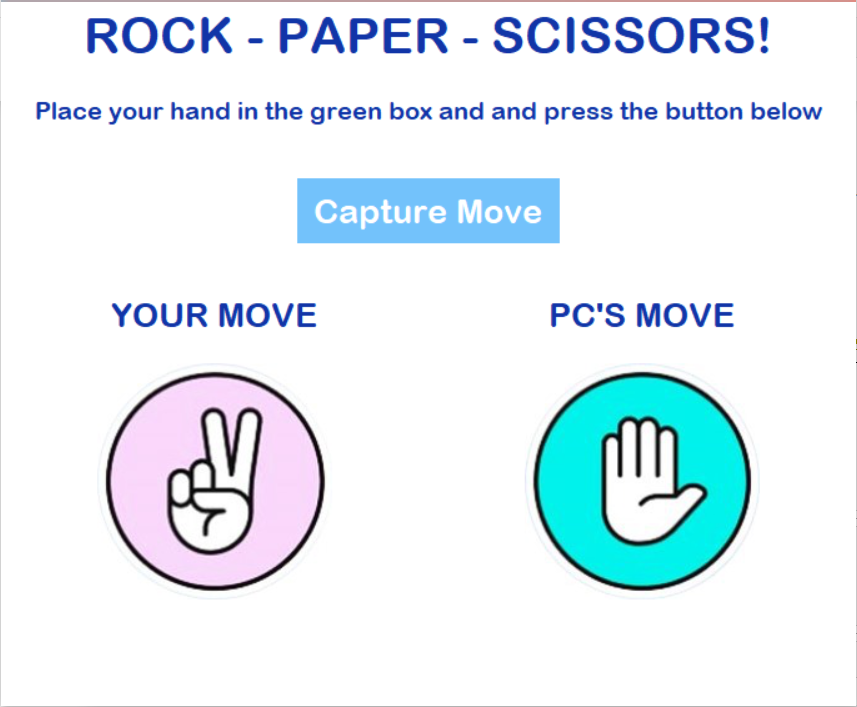 ROCK - PAPER - SCISSORS!
Place your hand in the green box and and press the button below
Capture Move
YOUR MOVE
PC'S MOVE